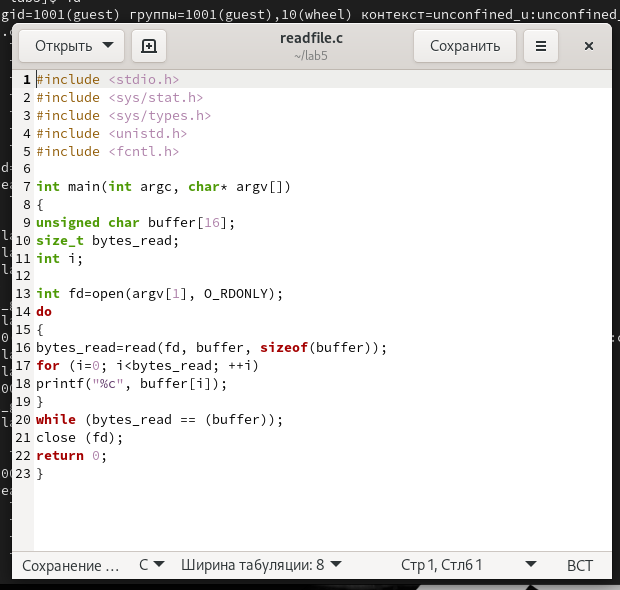 gid=1001(guest) группы=1001(guest),10(wheel) контекст=unconfined_u:unconfined_
Открыть
readfile.c
~/lab5
Сохранить
1 #include <stdio.h>
2 #include <sys/stat.h>
3 #include <sys/types.h>
4 #include <unistd.h>
5 #include <fcntl.h>
6
7 int main(int argc, char* argv[])
8 {
9 unsigned char buffer[16];
10 size_t bytes_read;
11 int i;
12
13 int fd=open(argv[1], O_RDONLY);
14 do
15 {
16 bytes_read=read(fd, buffer, sizeof(buffer));
17 for (i=0; i<bytes_read; ++i)
18 printf("%c", buffer[i]);
19 }
20 while (bytes_read == (buffer));
21 close (fd);
22 return 0;
23 }
Сохранение … C Ширина табуляции: 8 Стр 1, Стлб 1 ВСТ